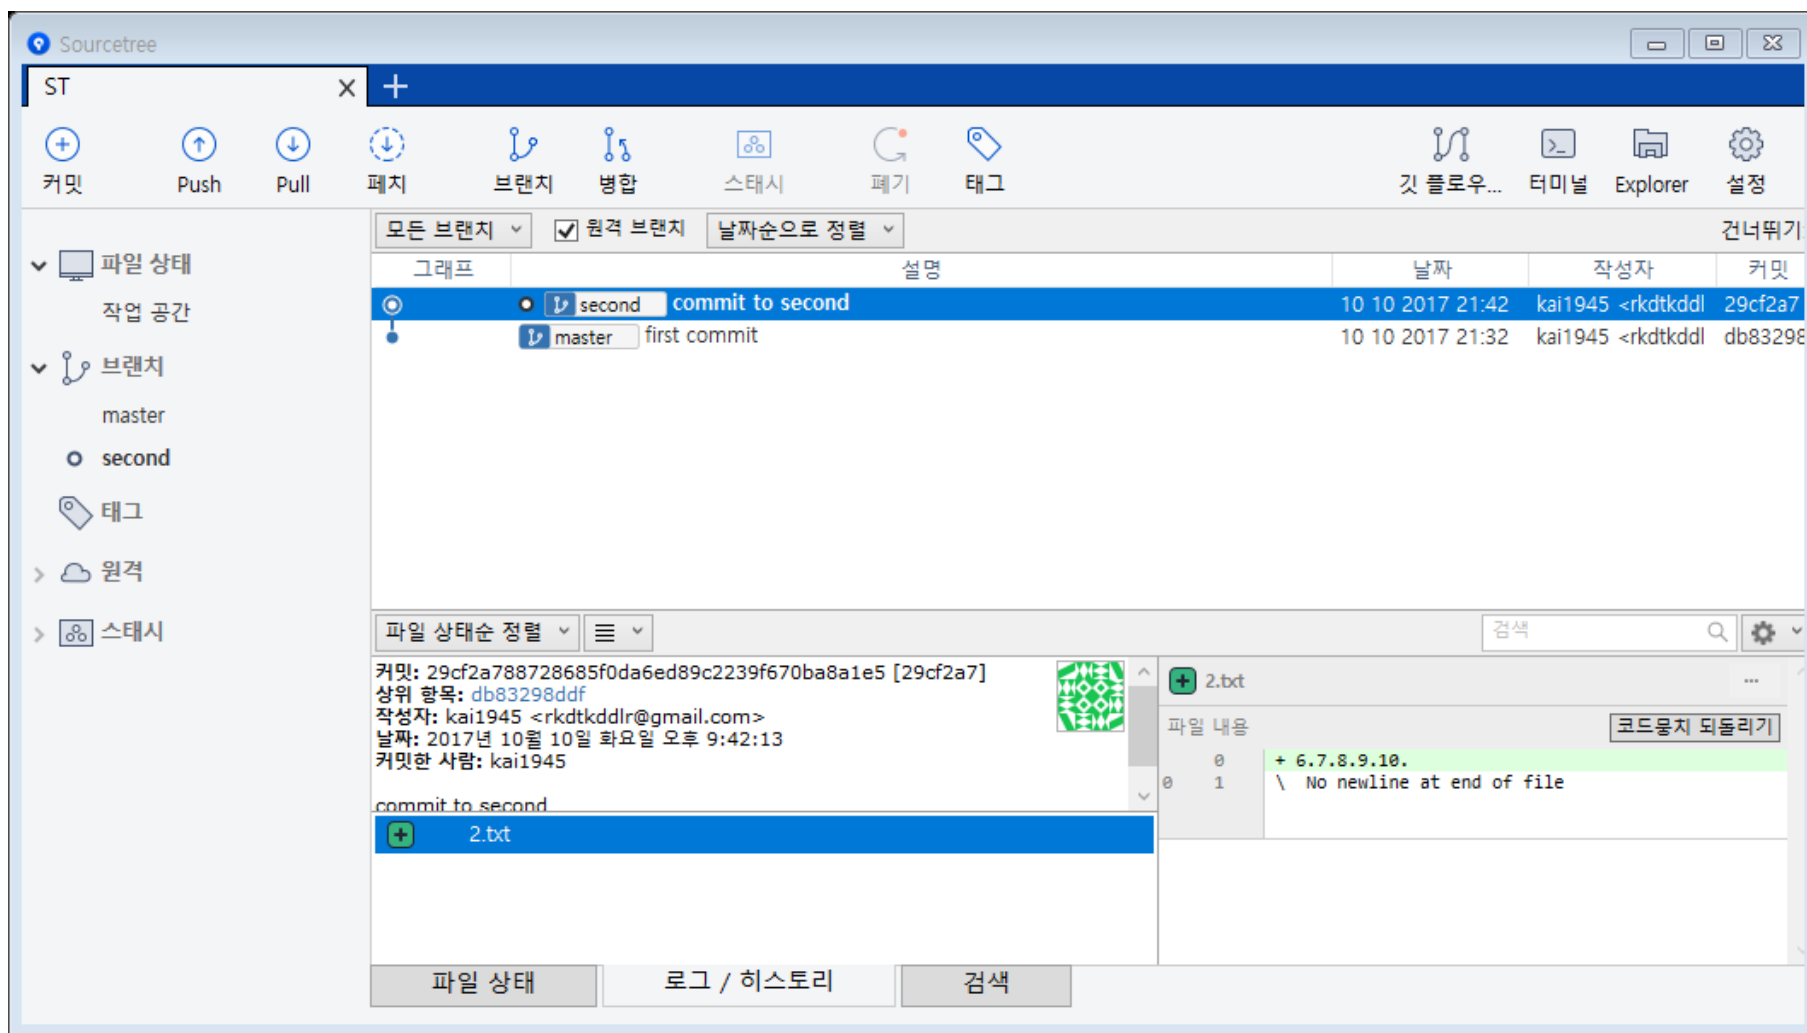 Sourcetree
ST
커밋
Push
Pull
페치
브랜치
병합
스태시
폐기
태그
깃 플로우...
터미널
Explorer
설정
파일 상태
작업 공간
브랜치
master
second
태그
원격
스태시
모든 브랜치
원격 브랜치
날짜순으로 정렬
건너뛰기
그래프 설명 날짜 작성자 커밋
second commit to second 10 10 2017 21:42 kai1945 <rkdtkddl 29cf2a7
master first commit 10 10 2017 21:32 kai1945 <rkdtkddl db83298
파일 상태순 정렬
검색
커밋: 29cf2a788728685f0da6ed89c2239f670ba8a1e5 [29cf2a7]
상위 항목: db83298ddf
작성자: kai1945 <rkdtkddlr@gmail.com>
날짜: 2017년 10월 10일 화요일 오후 9:42:13
커밋한 사람: kai1945
commit to second
2.txt
2.txt
...
파일 내용
코드뭉치 되돌리기
0 + 6.7.8.9.10.
0 1 \ No newline at end of file
파일 상태
로그 / 히스토리
검색